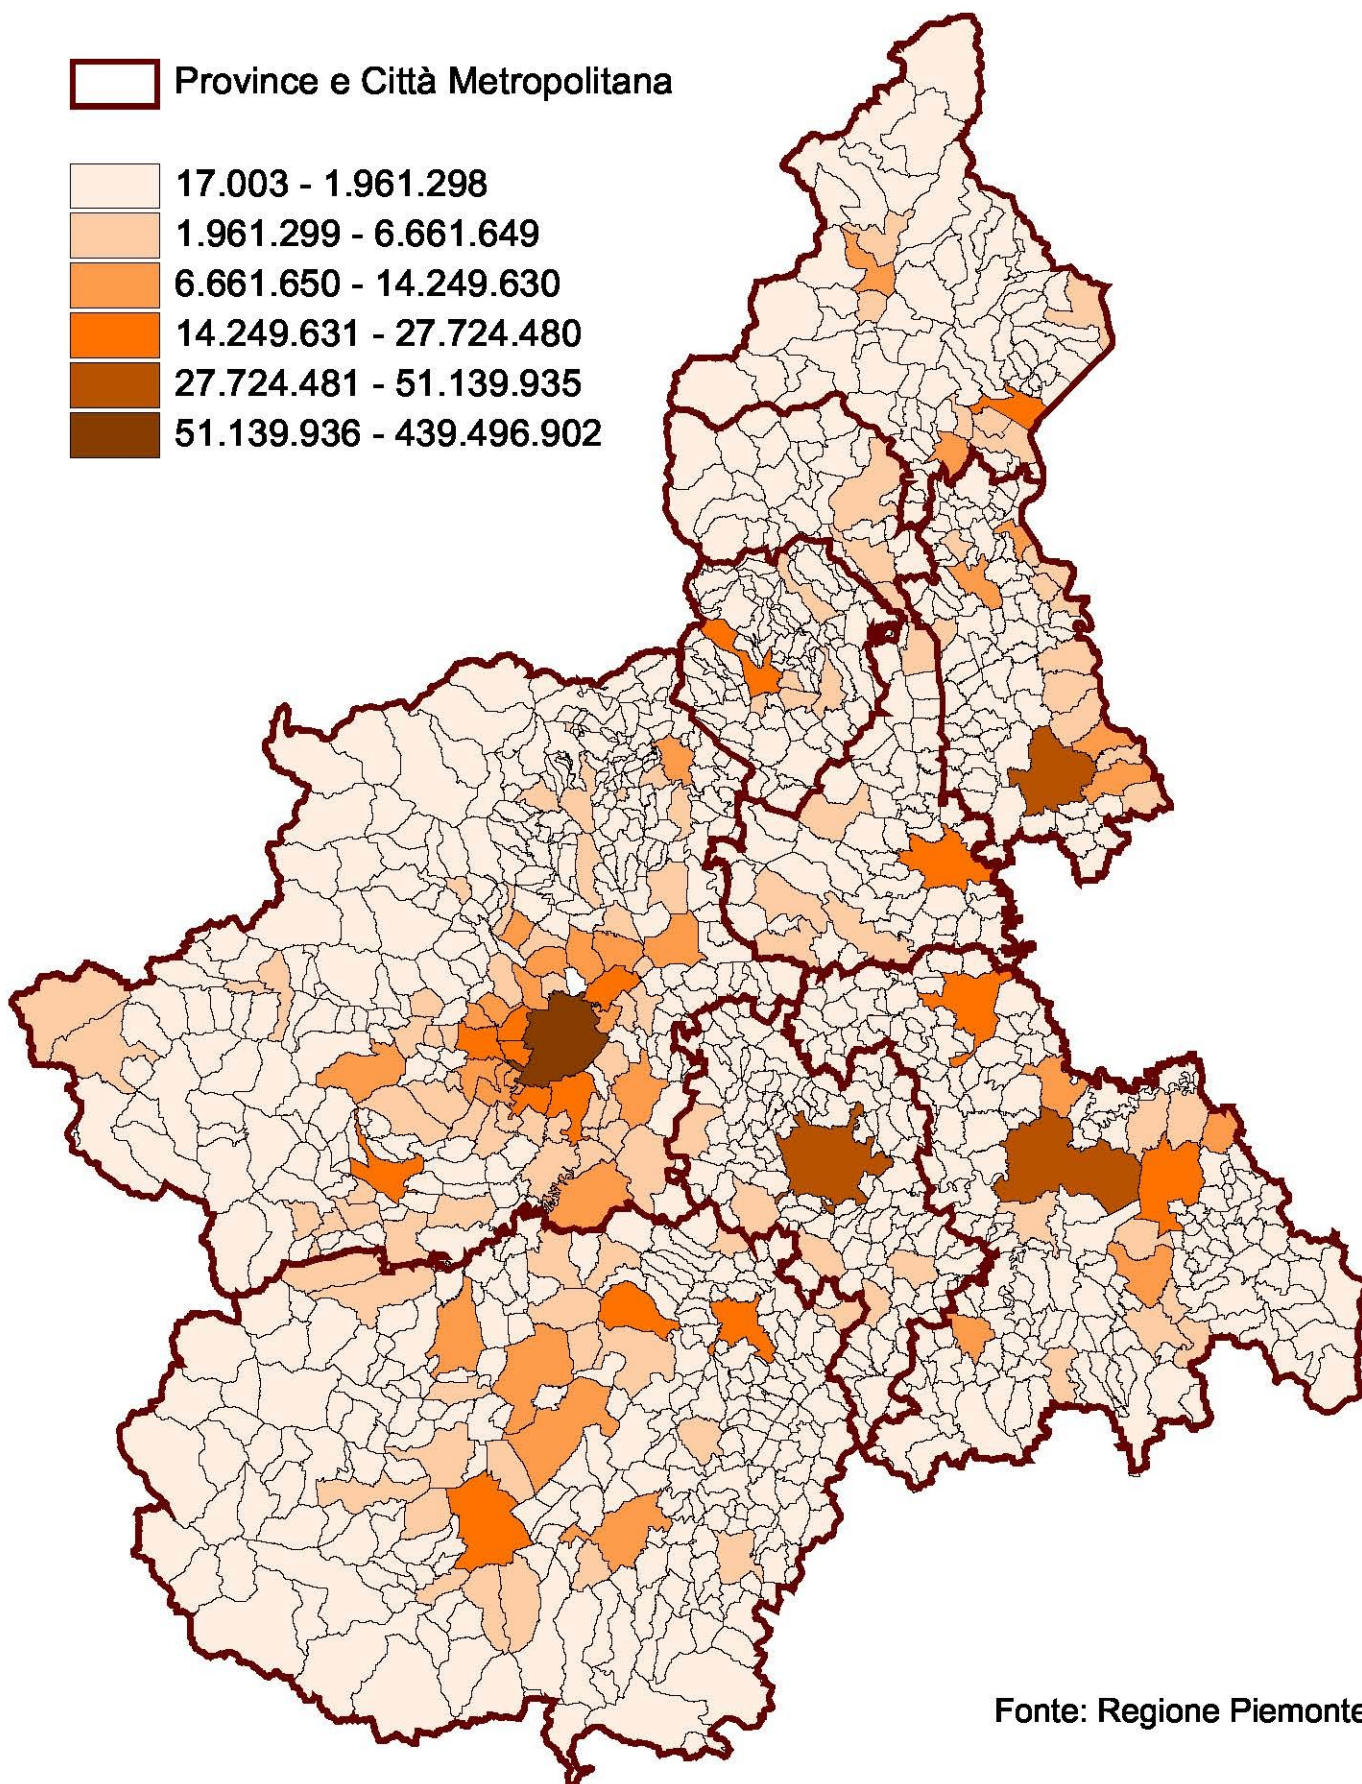 Province e Città Metropolitana
17.003 - 1.961.298
1.961.299 - 6.661.649
6.661.650 - 14.249.630
14.249.631 - 27.724.480
27.724.481 - 51.139.935
51.139.936 - 439.496.902
Fonte: Regione Piemonte